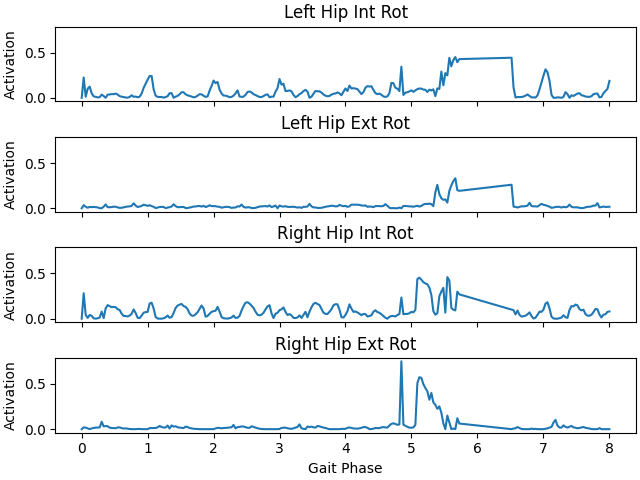 Left Hip Int Rot
Activation
0.5
0.0
Left Hip Ext Rot
Activation
0.5
0.0
Right Hip Int Rot
Activation
0.5
0.0
Right Hip Ext Rot
Activation
0.5
0.0
0 1 2 3 4 5 6 7 8
Gait Phase